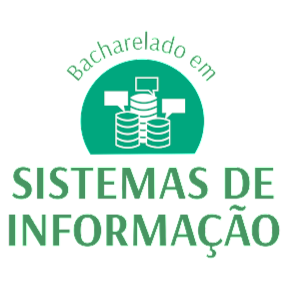 Bacharelado em
SISTEMAS DE
INFORMAÇÃO